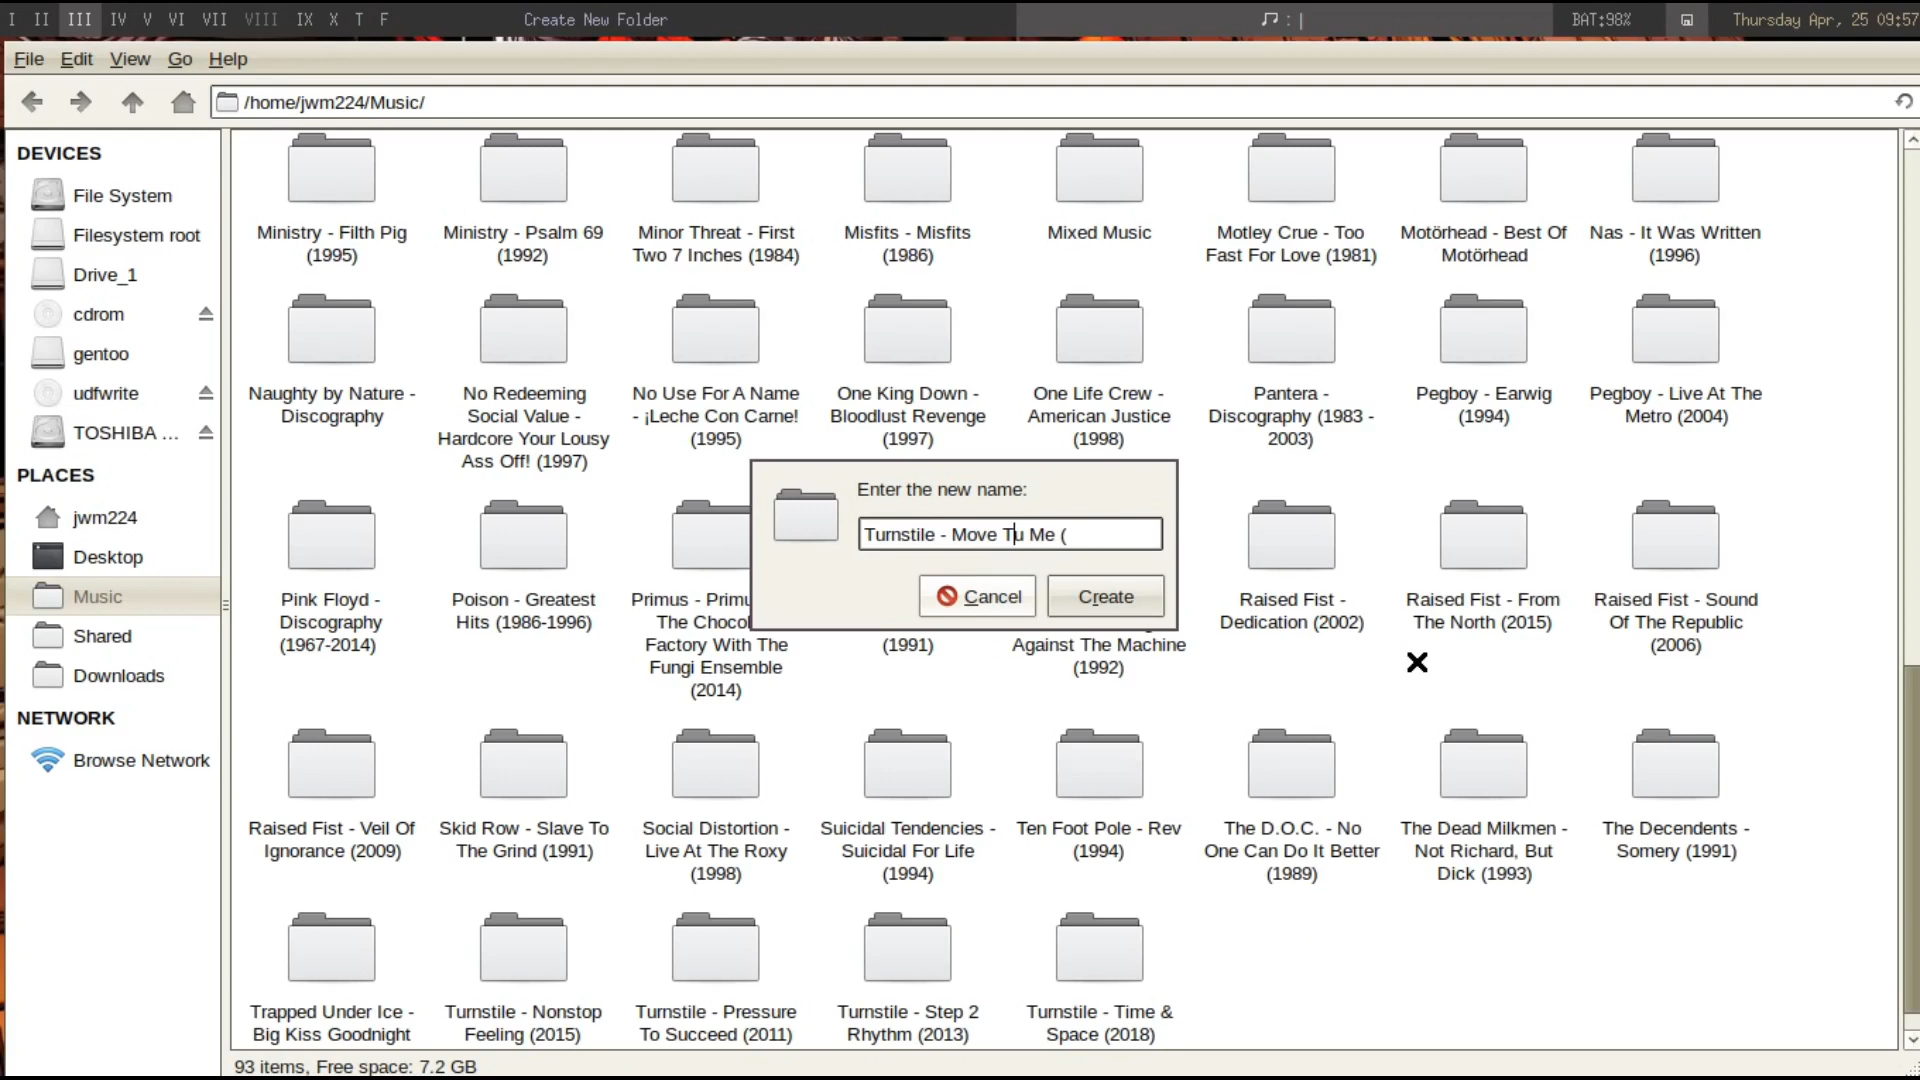 I II III IV V VI VII VIII IX X T F Create New Folder : | BAT:98% Thursday Apr, 25 09:57
File Edit View Go Help
/home/jwm224/Music/
DEVICES
File System
Filesystem root
Drive_1
cdrom
gentoo
udfwrite
TOSHIBA ...
PLACES
jwm224
Desktop
Music
Shared
Downloads
NETWORK
Browse Network
Ministry - Filth Pig
(1995)
Ministry - Psalm 69
(1992)
Minor Threat - First
Two 7 Inches (1984)
Misfits - Misfits
(1986)
Mixed Music
Motley Crue - Too
Fast For Love (1981)
Motörhead - Best Of
Motörhead
Nas - It Was Written
(1996)
Naughty by Nature -
Discography
No Redeeming
Social Value -
Hardcore Your Lousy
Ass Off! (1997)
No Use For A Name
- ¡Leche Con Carne!
(1995)
One King Down -
Bloodlust Revenge
(1997)
One Life Crew -
American Justice
(1998)
Pantera -
Discography (1983 -
2003)
Pegboy - Earwig
(1994)
Pegboy - Live At The
Metro (2004)
Enter the new name:
Turnstile - Move Tu Me (
Cancel Create
Pink Floyd -
Discography
(1967-2014)
Poison - Greatest
Hits (1986-1996)
Primus -
The
Factory With The
Fungi Ensemble
(2014)
(1991)
Against The Machine
(1992)
Raised Fist -
Dedication (2002)
Raised Fist - From
The North (2015)
Raised Fist - Sound
Of The Republic
(2006)
Raised Fist - Veil Of
Ignorance (2009)
Skid Row - Slave To
The Grind (1991)
Social Distortion -
Live At The Roxy
(1998)
Suicidal Tendencies -
Suicidal For Life
(1994)
Ten Foot Pole - Rev
(1994)
The D.O.C. - No
One Can Do It Better
(1989)
The Dead Milkmen -
Not Richard, But
Dick (1993)
The Decendents -
Somery (1991)
Trapped Under Ice -
Big Kiss Goodnight
Turnstile - Nonstop
Feeling (2015)
Turnstile - Pressure
To Succeed (2011)
Turnstile - Step 2
Rhythm (2013)
Turnstile - Time &
Space (2018)
93 items, Free space: 7.2 GB